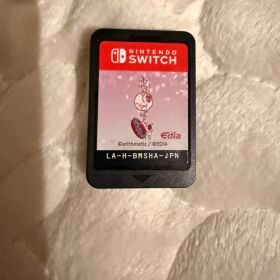 NINTENDO
SWITCH
Edia
©arithmetic / ©EDIA
LA-H-BMSHA-JPN